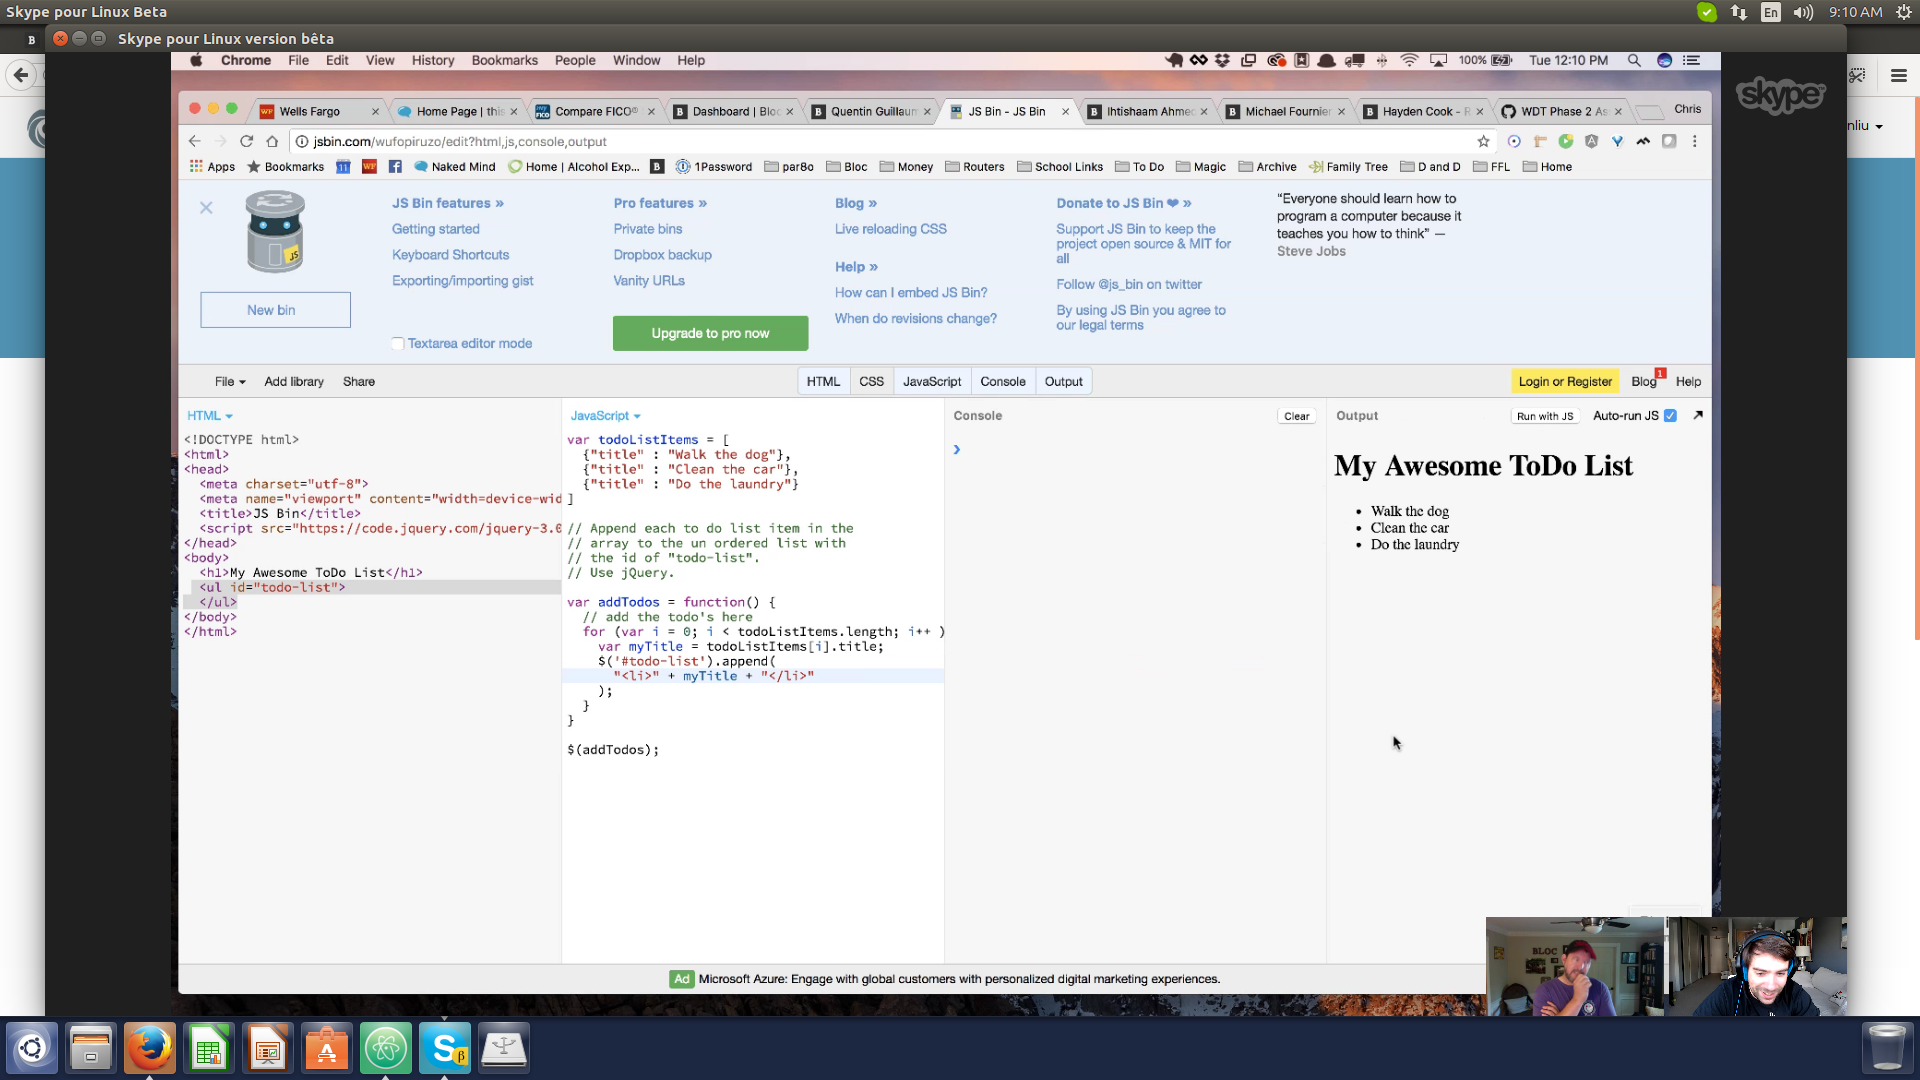 Skype pour Linux Beta
En
9:10 AM
B
Skype pour Linux version bêta
Chrome File Edit View History Bookmarks People Window Help
100%
Tue 12:10 PM
skype
Wells Fargo
Home Page | this
Compare FICO®
Dashboard | Bloc
Quentin Guillaum
JS Bin - JS Bin
Ihtishaam Ahmed
Michael Fournier
Hayden Cook - R
WDT Phase 2 As
Chris
nliu
jsbin.com/wufopiruzo/edit?html,js,console,output
Apps Bookmarks 11 Naked Mind Home | Alcohol Exp... B 1Password par8o Bloc Money Routers School Links To Do Magic Archive Family Tree D and D FFL Home
JS
New bin
JS Bin features »
Getting started
Keyboard Shortcuts
Exporting/importing gist
Textarea editor mode
Pro features »
Private bins
Dropbox backup
Vanity URLs
Upgrade to pro now
Blog »
Live reloading CSS
Help »
How can I embed JS Bin?
When do revisions change?
Donate to JS Bin ❤ »
Support JS Bin to keep the
project open source & MIT for
all
Follow @js_bin on twitter
By using JS Bin you agree to
our legal terms
“Everyone should learn how to
program a computer because it
teaches you how to think” —
Steve Jobs
File Add library Share
HTML CSS JavaScript Console Output
Login or Register Blog 1 Help
HTML
<!DOCTYPE html>
<html>
<head>
<meta charset="utf-8">
<meta name="viewport" content="width=device-wid
<title>JS Bin</title>
<script src="https://code.jquery.com/jquery-3.0
</head>
<body>
<h1>My Awesome ToDo List</h1>
<ul id="todo-list">
</ul>
</body>
</html>
JavaScript
var todoListItems = [
{"title" : "Walk the dog"},
{"title" : "Clean the car"},
{"title" : "Do the laundry"}
]
// Append each to do list item in the
// array to the un ordered list with
// the id of "todo-list".
// Use jQuery.
var addTodos = function() {
// add the todo's here
for (var i = 0; i < todoListItems.length; i++ )
var myTitle = todoListItems[i].title;
$('#todo-list').append(
"<li>" + myTitle + "</li>"
);
}
}
$(addTodos);
Console
Clear
Output
Run with JS
Auto-run JS
My Awesome ToDo List
• Walk the dog
• Clean the car
• Do the laundry
BLOC
Ad Microsoft Azure: Engage with global customers with personalized digital marketing experiences.